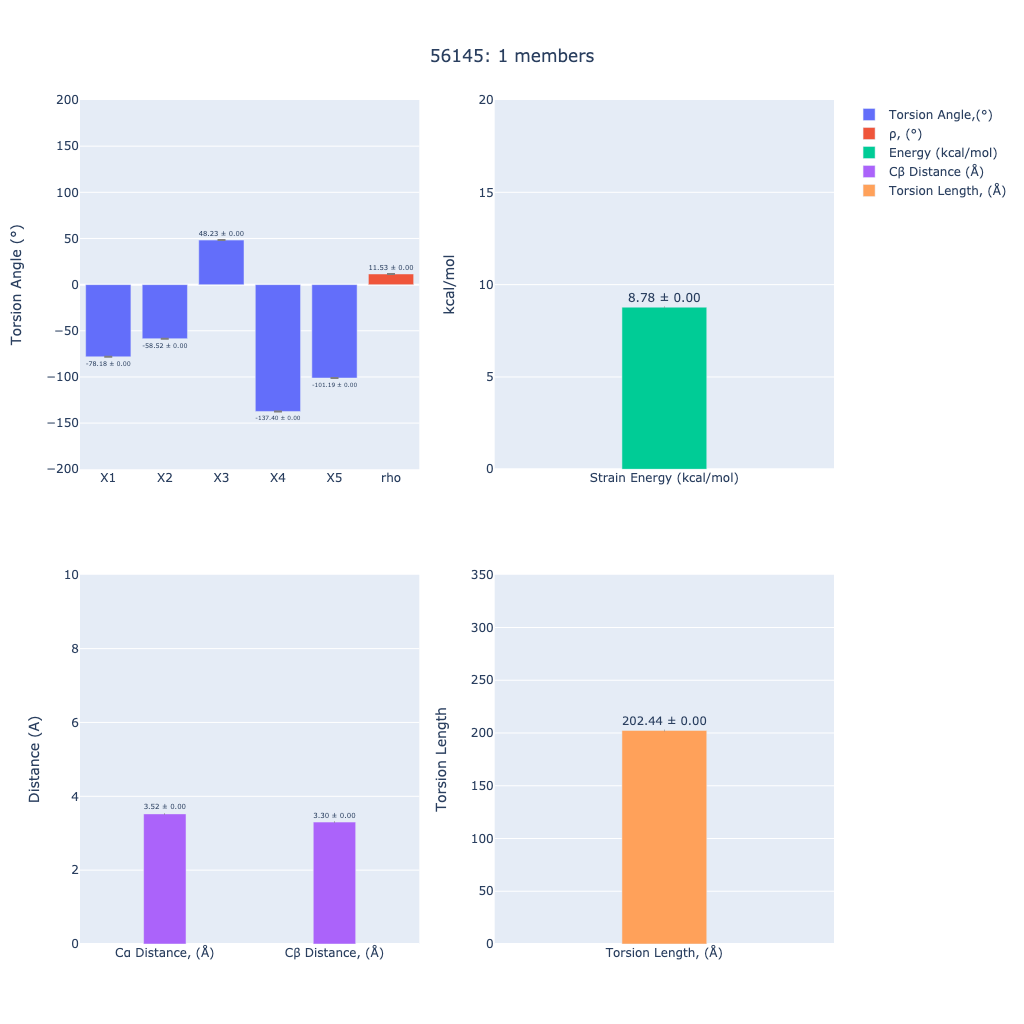 56145: 1 members
200
150
100
50
0
−50
−100
−150
−200
Torsion Angle (°)
48.23 ± 0.00
11.53 ± 0.00
-78.18 ± 0.00
-58.52 ± 0.00
-137.40 ± 0.00
-101.19 ± 0.00
X1 X2 X3 X4 X5 rho
20
15
10
5
0
kcal/mol
8.78 ± 0.00
Strain Energy (kcal/mol)
Torsion Angle,(°)
ρ, (°)
Energy (kcal/mol)
Cβ Distance (Å)
Torsion Length, (Å)
10
8
6
4
2
0
Distance (A)
3.52 ± 0.00
3.30 ± 0.00
Cα Distance, (Å) Cβ Distance, (Å)
350
300
250
200
150
100
50
0
Torsion Length
202.44 ± 0.00
Torsion Length, (Å)